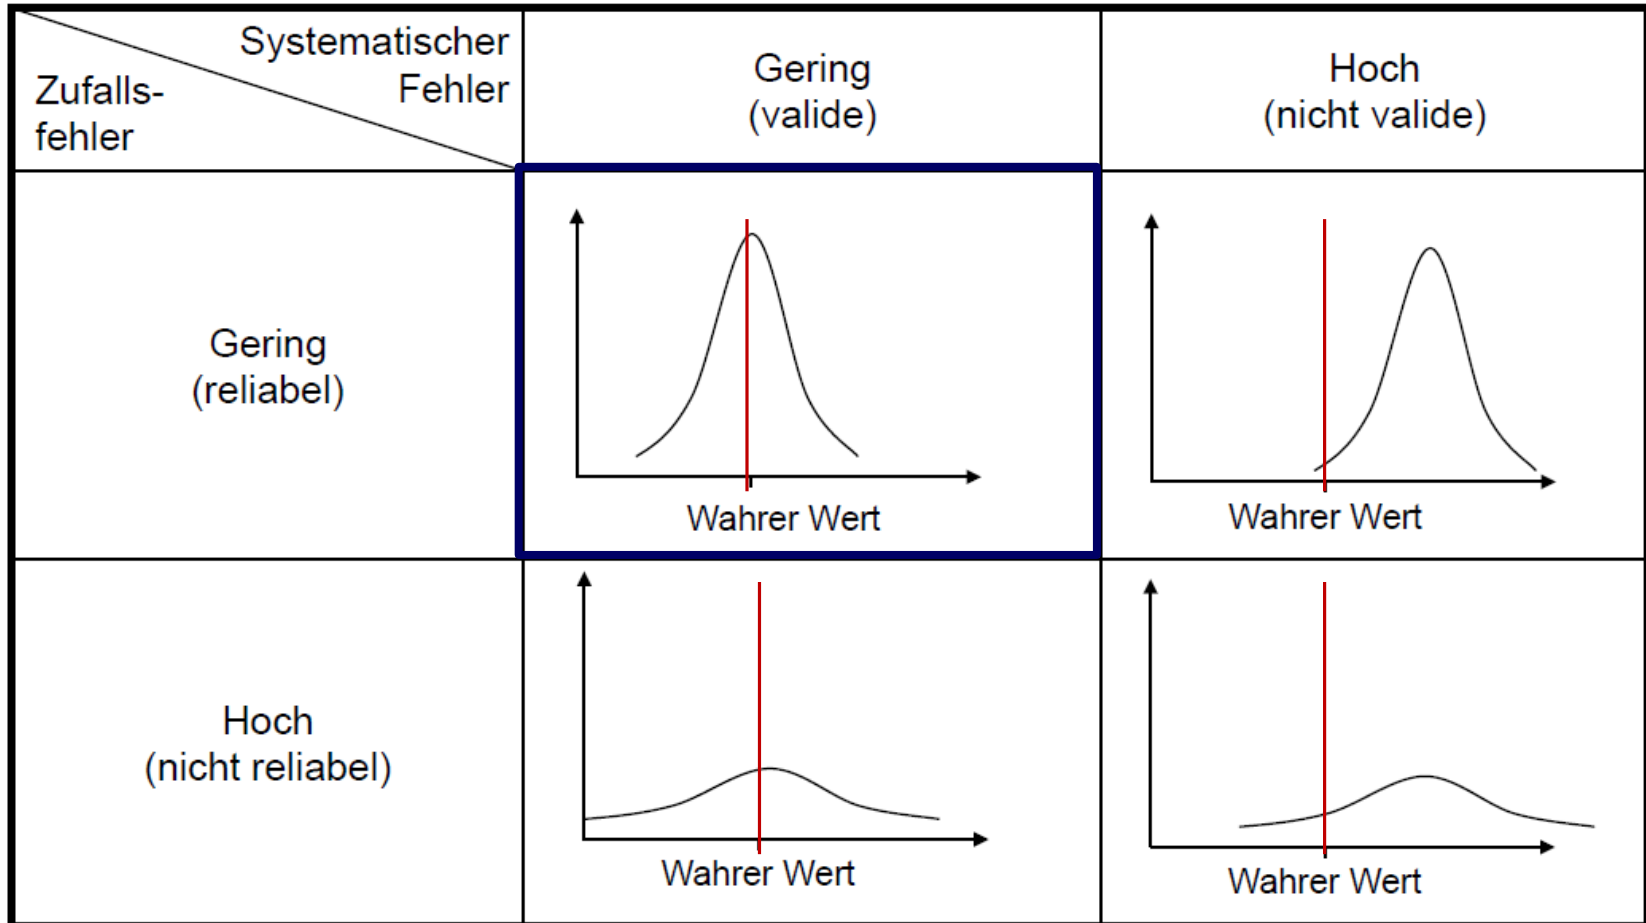 Systematischer
Fehler
Zufalls-
fehler
Gering
(valide)
Hoch
(nicht valide)
Gering
(reliabel)
Wahrer Wert
Wahrer Wert
Hoch
(nicht reliabel)
Wahrer Wert
Wahrer Wert